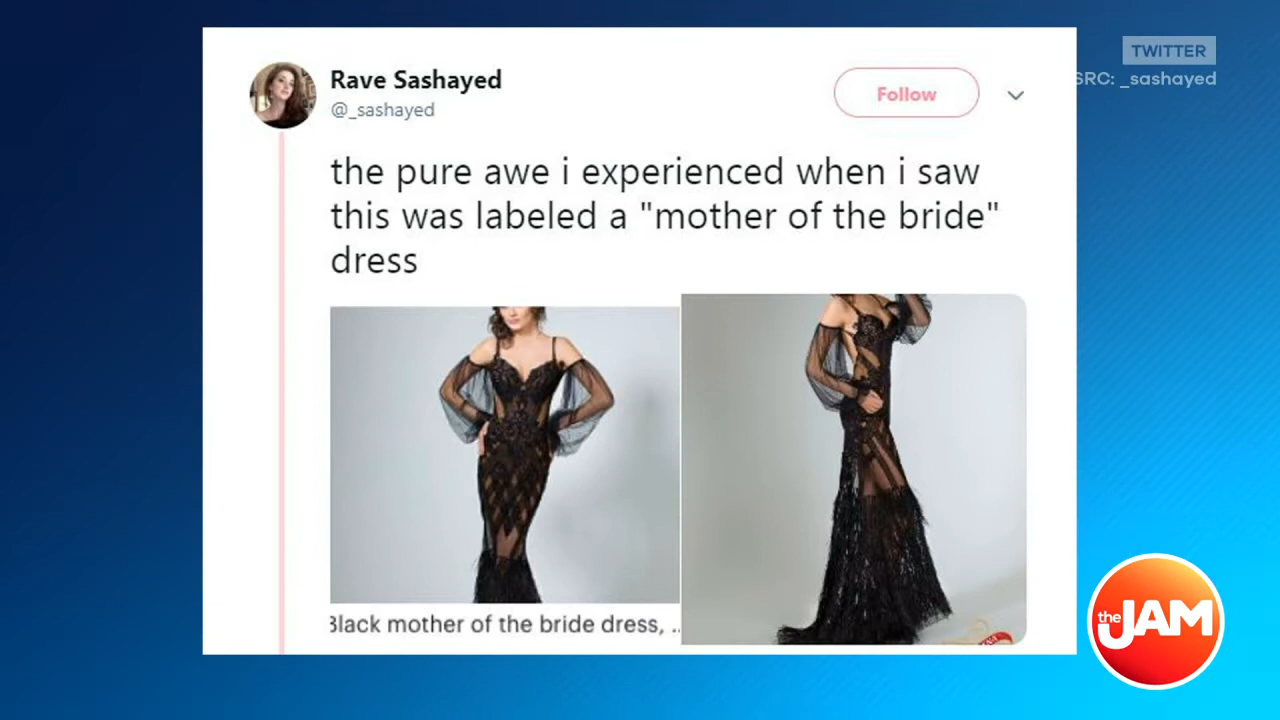 TWITTER
SRC: _sashayed
Rave Sashayed
@_sashayed
Follow
the pure awe i experienced when i saw
this was labeled a "mother of the bride"
dress
Black mother of the bride dress, ..
the JAM